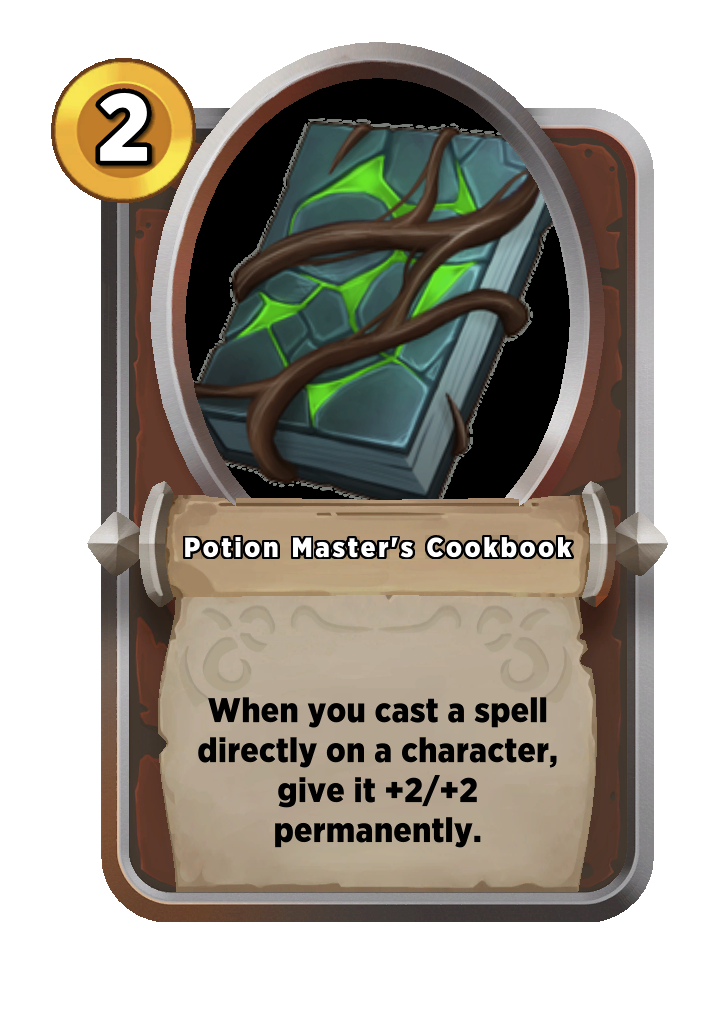 2
Potion Master's Cookbook
When you cast a spell
directly on a character,
give it +2/+2
permanently.